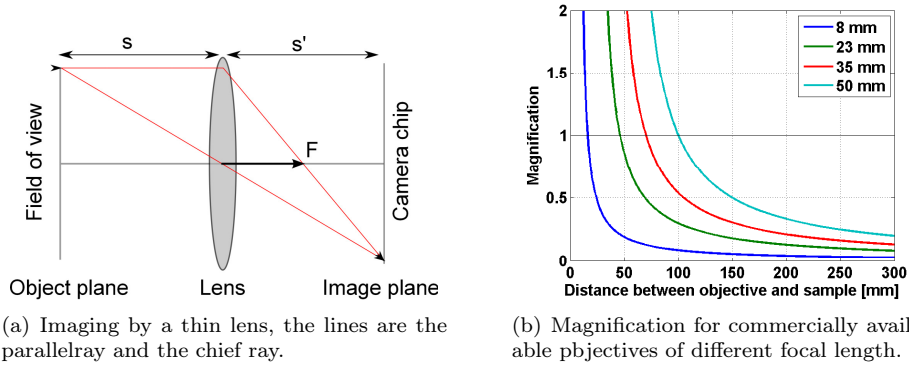 s
s'
F
Field of view
Camera chip
Object plane
Lens
Image plane
(a) Imaging by a thin lens, the lines are the
parallelray and the chief ray.
2
1.5
1
0.5
0
Magnification
8 mm
23 mm
35 mm
50 mm
0 50 100 150 200 250 300
Distance between objective and sample [mm]
(b) Magnification for commercially avail
able pbjectives of different focal length.